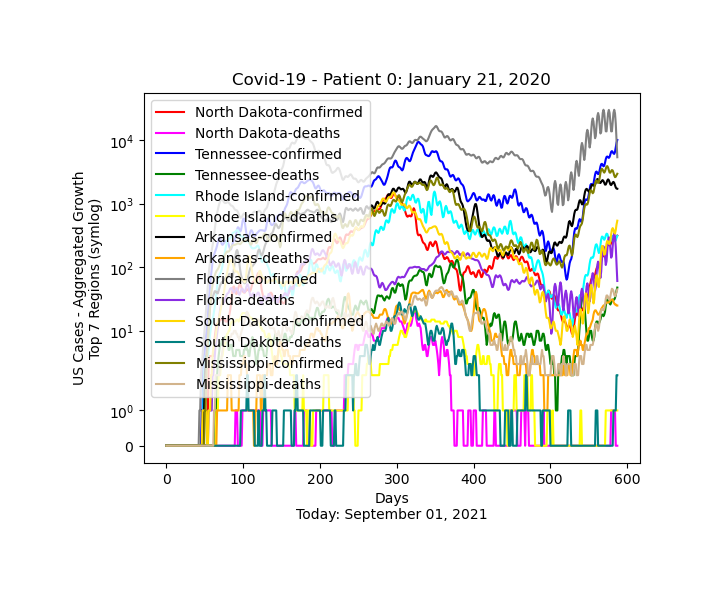 Covid-19 - Patient 0: January 21, 2020
US Cases - Aggregated Growth
Top 7 Regions (symlog)
10^4
10^3
10^2
10^1
10^0
0
North Dakota-confirmed
North Dakota-deaths
Tennessee-confirmed
Tennessee-deaths
Rhode Island-confirmed
Rhode Island-deaths
Arkansas-confirmed
Arkansas-deaths
Florida-confirmed
Florida-deaths
South Dakota-confirmed
South Dakota-deaths
Mississippi-confirmed
Mississippi-deaths
0 100 200 300 400 500 600
Days
Today: September 01, 2021